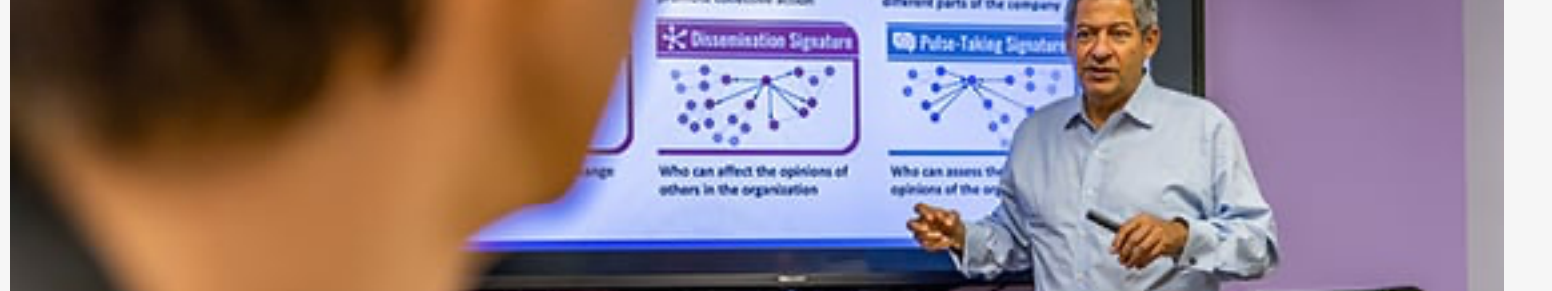 different parts of the company
Dissemination Signature
Pulse-Taking Signature
ange
Who can affect the opinions of
others in the organization
Who can assess the
opinions of the org